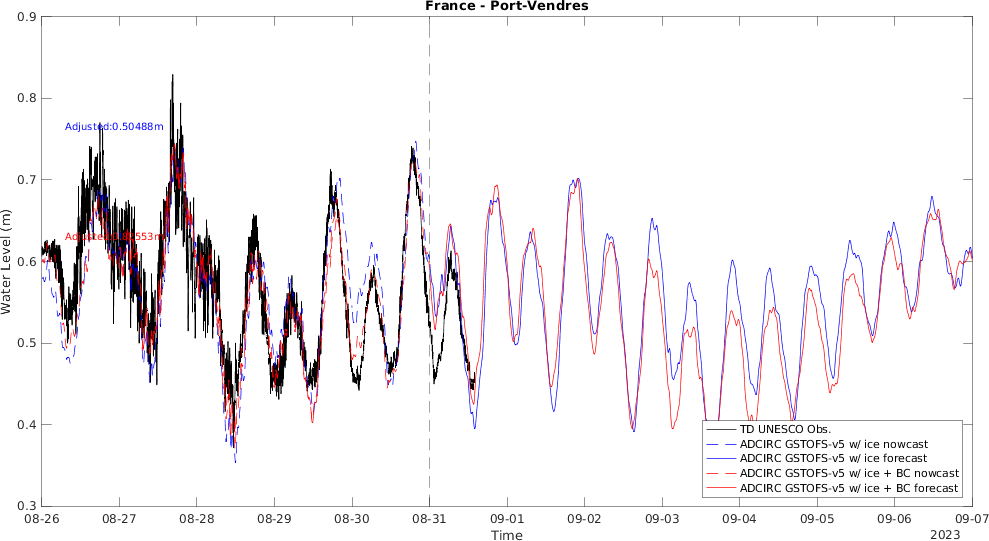 France - Port-Vendres
0.9
0.8
0.7
0.6
0.5
0.4
0.3
Water Level (m)
Adjusted:0.50488m
TD UNESCO Obs.
ADCIRC GSTOFS-v5 w/ ice nowcast
ADCIRC GSTOFS-v5 w/ ice forecast
ADCIRC GSTOFS-v5 w/ ice + BC nowcast
ADCIRC GSTOFS-v5 w/ ice + BC forecast
08-26 08-27 08-28 08-29 08-30 08-31 09-01 09-02 09-03 09-04 09-05 09-06 09-07
Time
2023